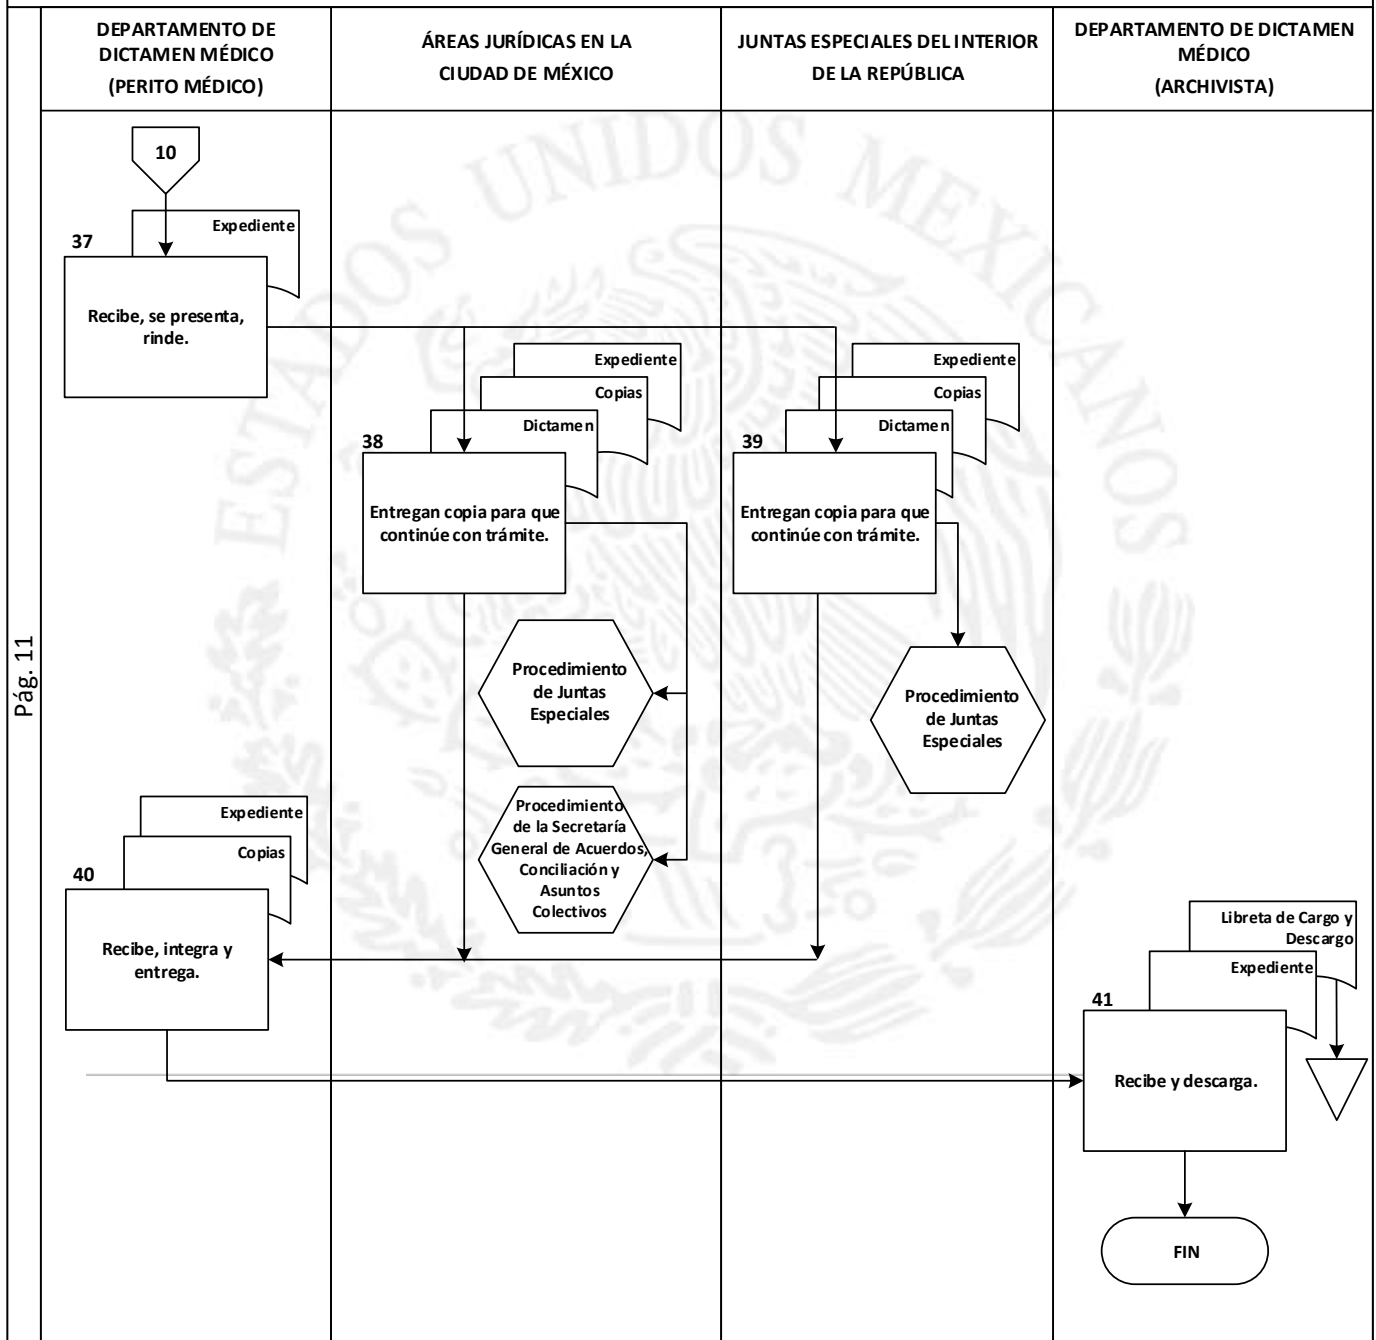 DEPARTAMENTO DE
DICTAMEN MÉDICO
(PERITO MÉDICO)
ÁREAS JURÍDICAS EN LA
CIUDAD DE MÉXICO
JUNTAS ESPECIALES DEL INTERIOR
DE LA REPÚBLICA
DEPARTAMENTO DE DICTAMEN
MÉDICO
(ARCHIVISTA)
Pág. 11
ESTADOS UNIDOS MEXICANOS
10
Expediente
37
Recibe, se presenta,
rinde.
Expediente
Copias
Dictamen
38
Entregan copia para que
continúe con trámite.
Expediente
Copias
Dictamen
39
Entregan copia para que
continúe con trámite.
Procedimiento
de Juntas
Especiales
Procedimiento
de Juntas
Especiales
Procedimiento
de la Secretaría
General de Acuerdos,
Conciliación y
Asuntos
Colectivos
Expediente
Copias
40
Recibe, integra y
entrega.
Libreta de Cargo y
Descargo
Expediente
41
Recibe y descarga.
FIN